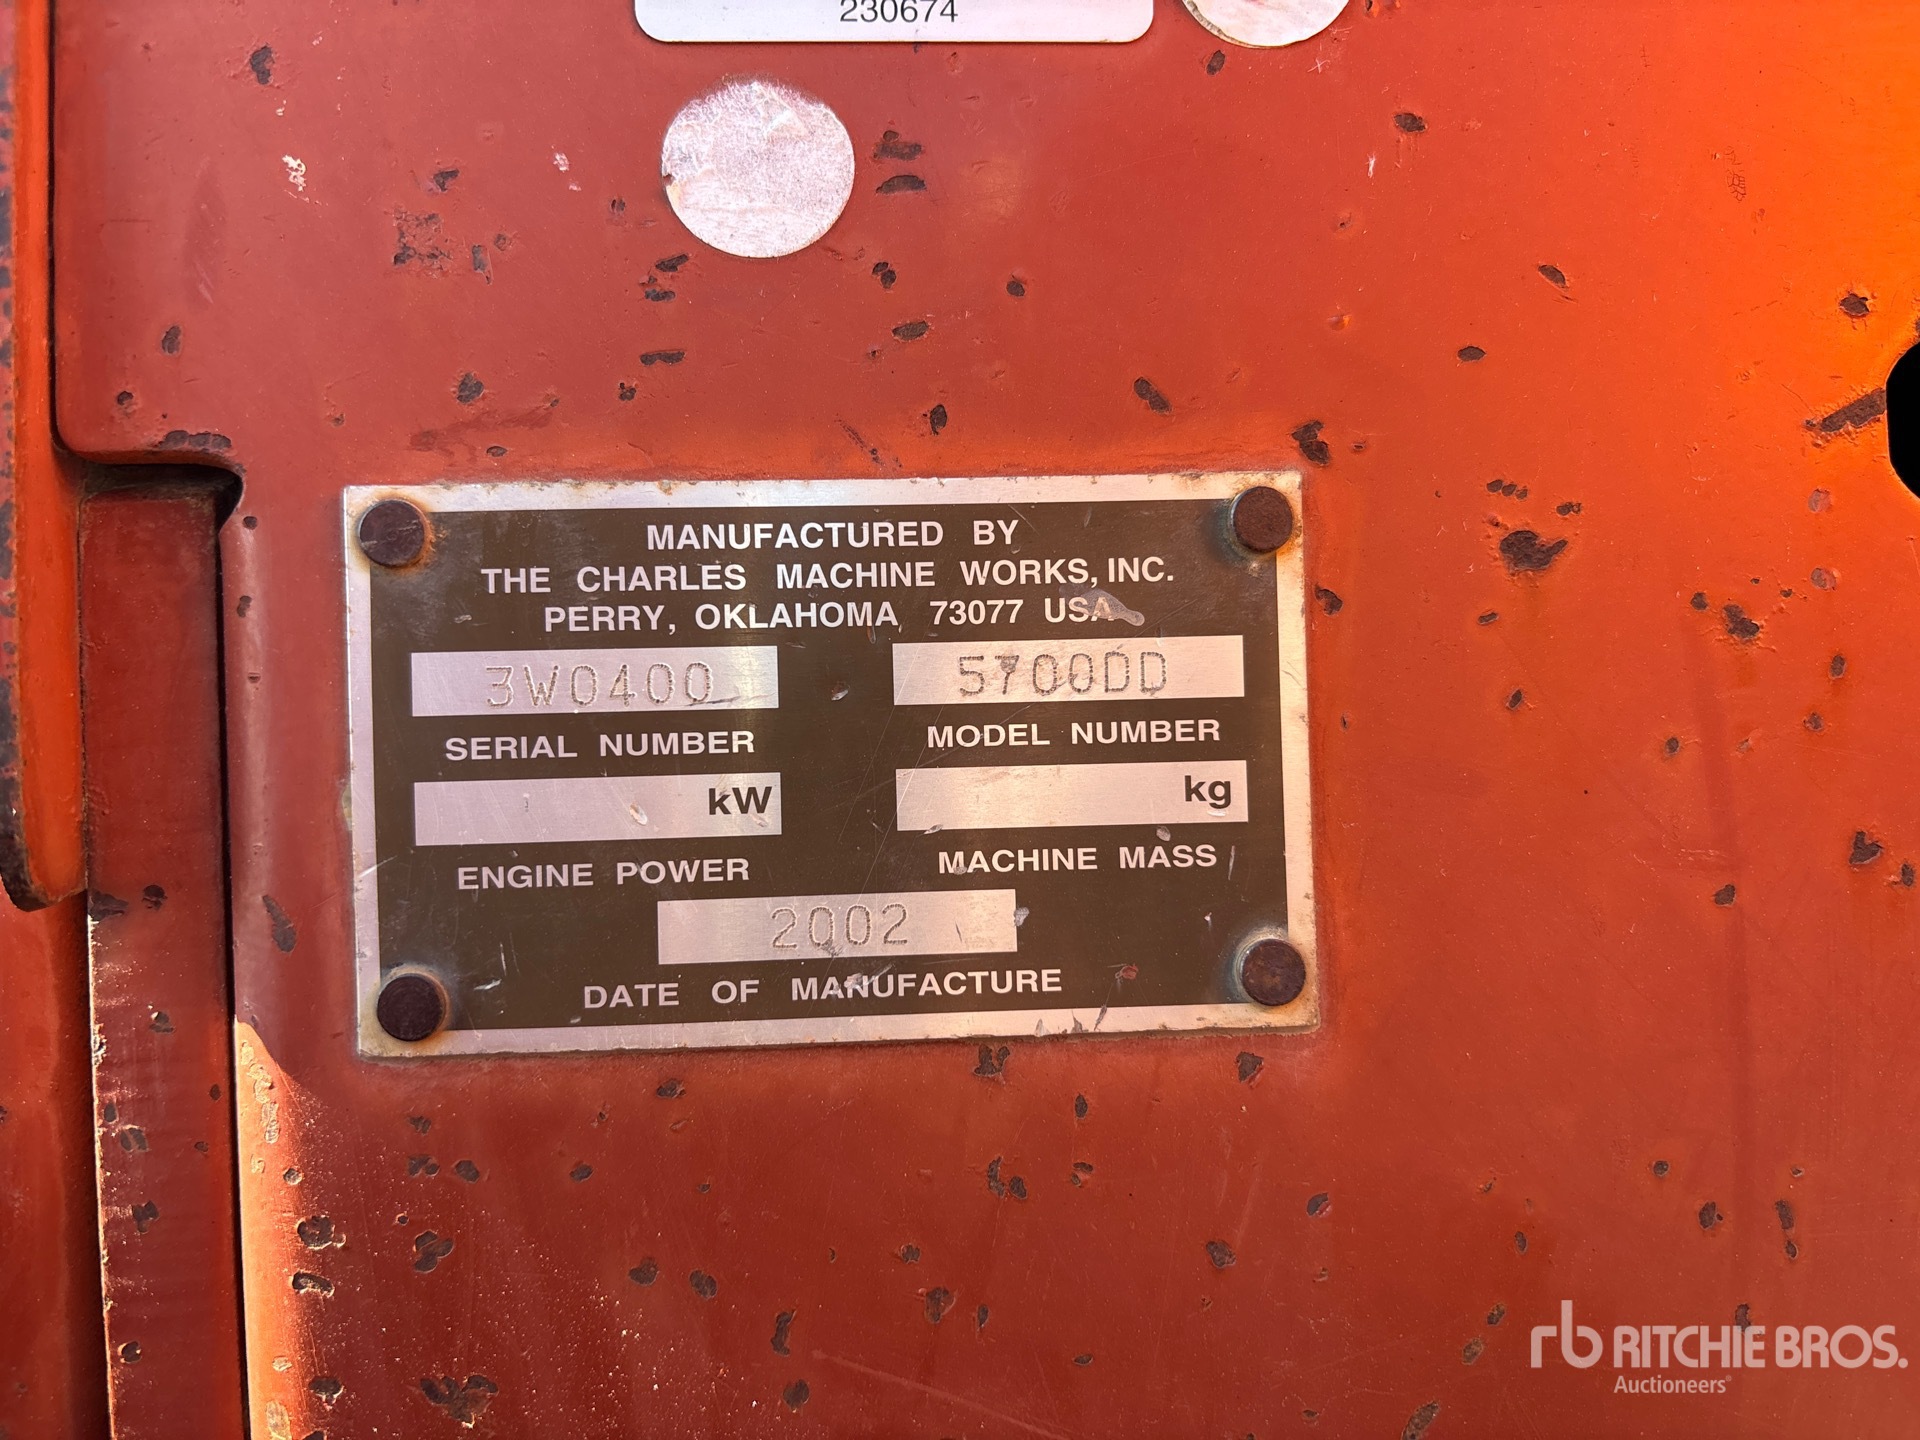 230674
MANUFACTURED BY
THE CHARLES MACHINE WORKS, INC.
PERRY, OKLAHOMA 73077 USA
3W0400
5700DD
SERIAL NUMBER
MODEL NUMBER
kW
kg
ENGINE POWER
MACHINE MASS
2002
DATE OF MANUFACTURE
rb RITCHIE BROS.
Auctioneers